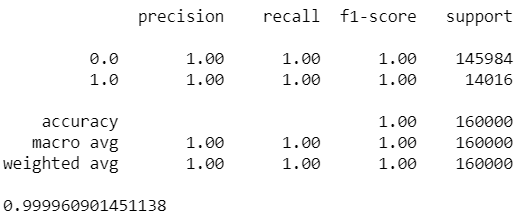 precision recall f1-score support
0.0 1.00 1.00 1.00 145984
1.0 1.00 1.00 1.00 14016
accuracy 1.00 160000
macro avg 1.00 1.00 1.00 160000
weighted avg 1.00 1.00 1.00 160000
0.999960901451138